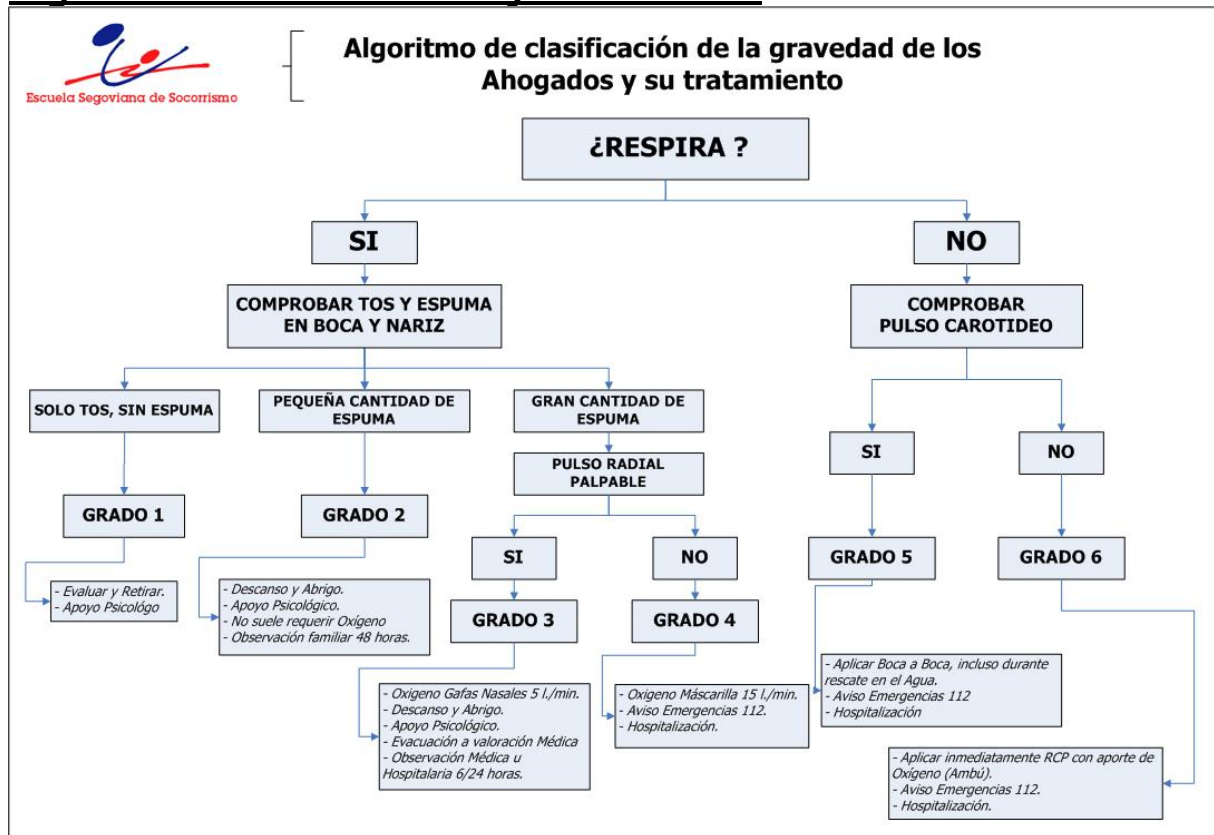 Escuela Segoviana de Socorrismo
Algoritmo de clasificación de la gravedad de los
Ahogados y su tratamiento
¿RESPIRA ?
SI
NO
COMPROBAR TOS Y ESPUMA
EN BOCA Y NARIZ
COMPROBAR
PULSO CAROTIDEO
SOLO TOS, SIN ESPUMA
PEQUEÑA CANTIDAD DE
ESPUMA
GRAN CANTIDAD DE
ESPUMA
SI
NO
PULSO RADIAL
PALPABLE
GRADO 1
GRADO 2
SI
NO
GRADO 5
GRADO 6
- Evaluar y Retirar.
- Apoyo Psicológo
- Descanso y Abrigo.
- Apoyo Psicológico.
- No suele requerir Oxígeno
- Observación familiar 48 horas.
GRADO 3
GRADO 4
- Oxigeno Gafas Nasales 5 l./min.
- Descanso y Abrigo.
- Apoyo Psicológico.
- Evacuación a valoración Médica
- Observación Médica u
Hospitalaria 6/24 horas.
- Oxigeno Máscarilla 15 l./min.
- Aviso Emergencias 112.
- Hospitalización.
- Aplicar Boca a Boca, incluso durante
rescate en el Agua.
- Aviso Emergencias 112
- Hospitalización
- Aplicar inmediatamente RCP con aporte de
Oxígeno (Ambú).
- Aviso Emergencias 112.
- Hospitalización.